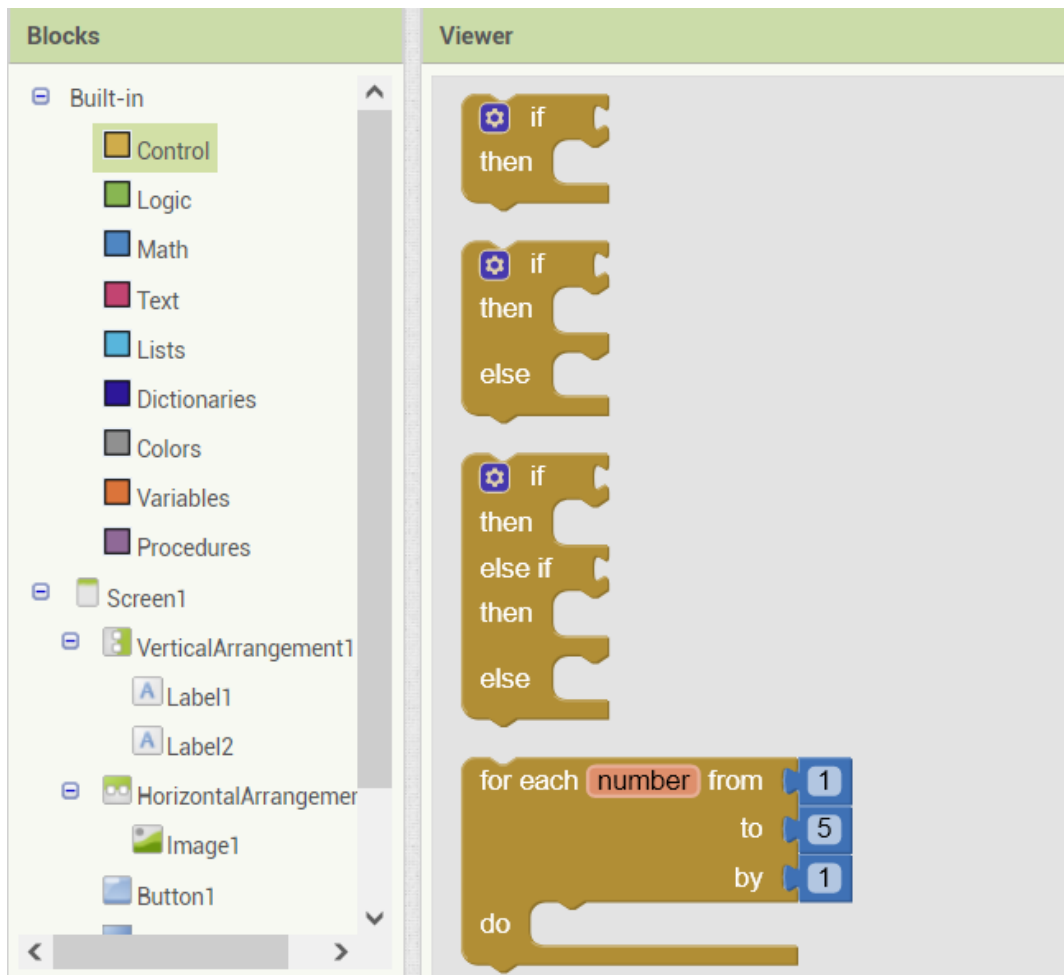 Blocks
Built-in
Control
Logic
Math
Text
Lists
Dictionaries
Colors
Variables
Procedures
Screen1
VerticalArrangement1
A Label1
A Label2
HorizontalArrangemer
Image1
Button1
Viewer
if
then
if
then
else
if
then
else if
then
else
for each number from 1
to 5
by 1
do